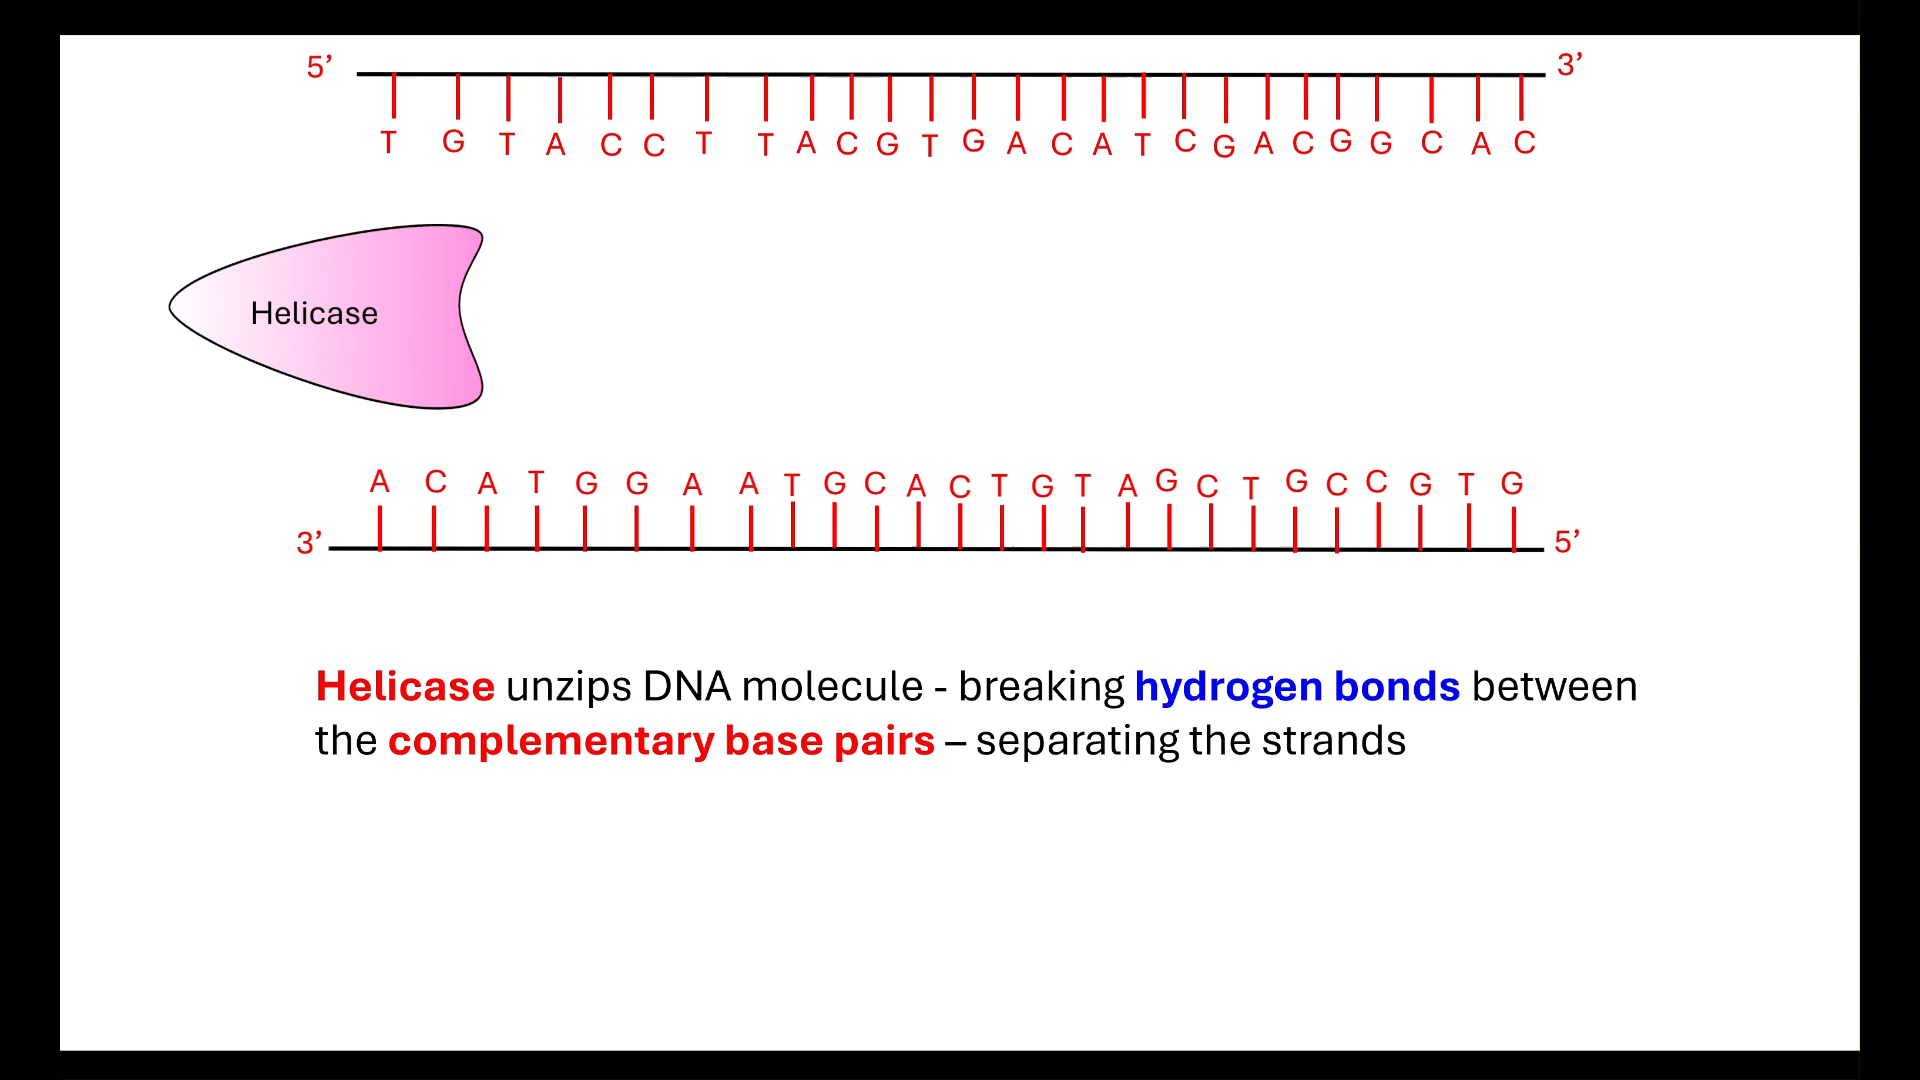 5’ 3’
T G T A C C T T A C G T G A C A T C G A C G G C A C
Helicase
A C A T G G A A T G C A C T G T A G C T G C C G T G
3’ 5’
Helicase unzips DNA molecule - breaking hydrogen bonds between
the complementary base pairs – separating the strands